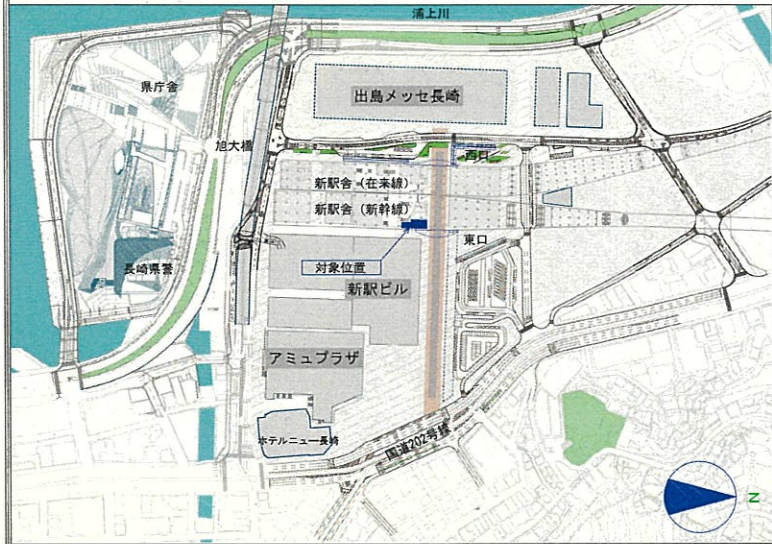 浦上川
県庁舎
出島メッセ長崎
旭大橋
西口
新駅舎(在来線)
新駅舎(新幹線)
東口
対象位置
長崎県警
新駅ビル
アミュプラザ
ホテルニュー長崎
国道202号線
N